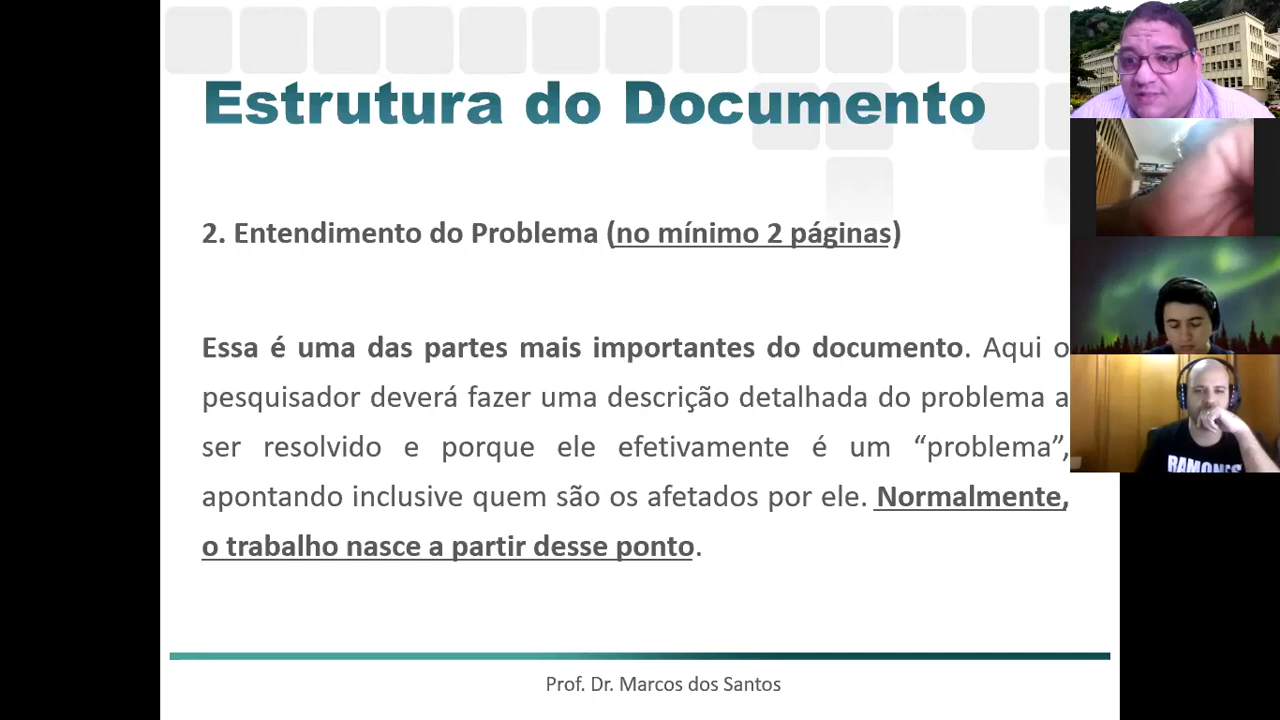 Estrutura do Documento
2. Entendimento do Problema (no mínimo 2 páginas)
Essa é uma das partes mais importantes do documento. Aqui o
pesquisador deverá fazer uma descrição detalhada do problema a
ser resolvido e porque ele efetivamente é um “problema”,
apontando inclusive quem são os afetados por ele. Normalmente,
o trabalho nasce a partir desse ponto.
RAMONES
Prof. Dr. Marcos dos Santos